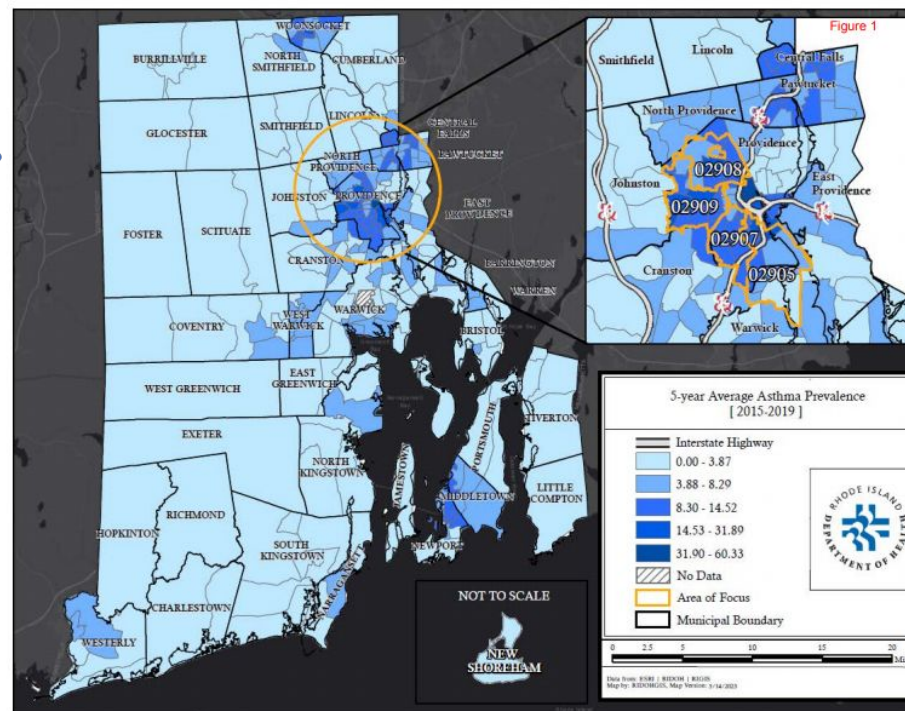 Figure 1
WOONSOCKET
BURRILLVILLE
NORTH
SMITHFIELD
CUMBERLAND
LINCOLN
GLOCESTER
SMITHFIELD
CENTRAL
FALLS
PAWTUCKET
NORTH
PROVIDENCE
JOHNSTON
PROVIDENCE
EAST
PROVIDENCE
FOSTER
SCITUATE
CRANSTON
BARRINGTON
WARREN
COVENTRY
WEST
WARWICK
WARWICK
BRISTOL
WEST GREENWICH
EAST
GREENWICH
TIVERTON
PORTSMOUTH
EXETER
NORTH
KINGSTOWN
JAMESTOWN
MIDDLETOWN
LITTLE
COMPTON
HOPKINTON
RICHMOND
SOUTH
KINGSTOWN
NEWPORT
NARRAGANSETT
CHARLESTOWN
WESTERLY
NOT TO SCALE
NEW
SHOREHAM
Smithfield
Lincoln
Central Falls
Pawtucket
North Providence
Providence
Johnston
02908
East
Providence
02909
02907
02905
Cranston
Warwick
5-year Average Asthma Prevalence
[ 2015-2019 ]
Interstate Highway
0.00 - 3.87
3.88 - 8.29
8.30 - 14.52
14.53 - 31.89
31.90 - 60.33
No Data
Area of Focus
Municipal Boundary
RHODE ISLAND
DEPARTMENT OF HEALTH
0 2.5 5 10 15 20
Data from: ESRI | RIDOH | RIGIS
Map by: RIDOHGIS, Map Version: 3/14/2023